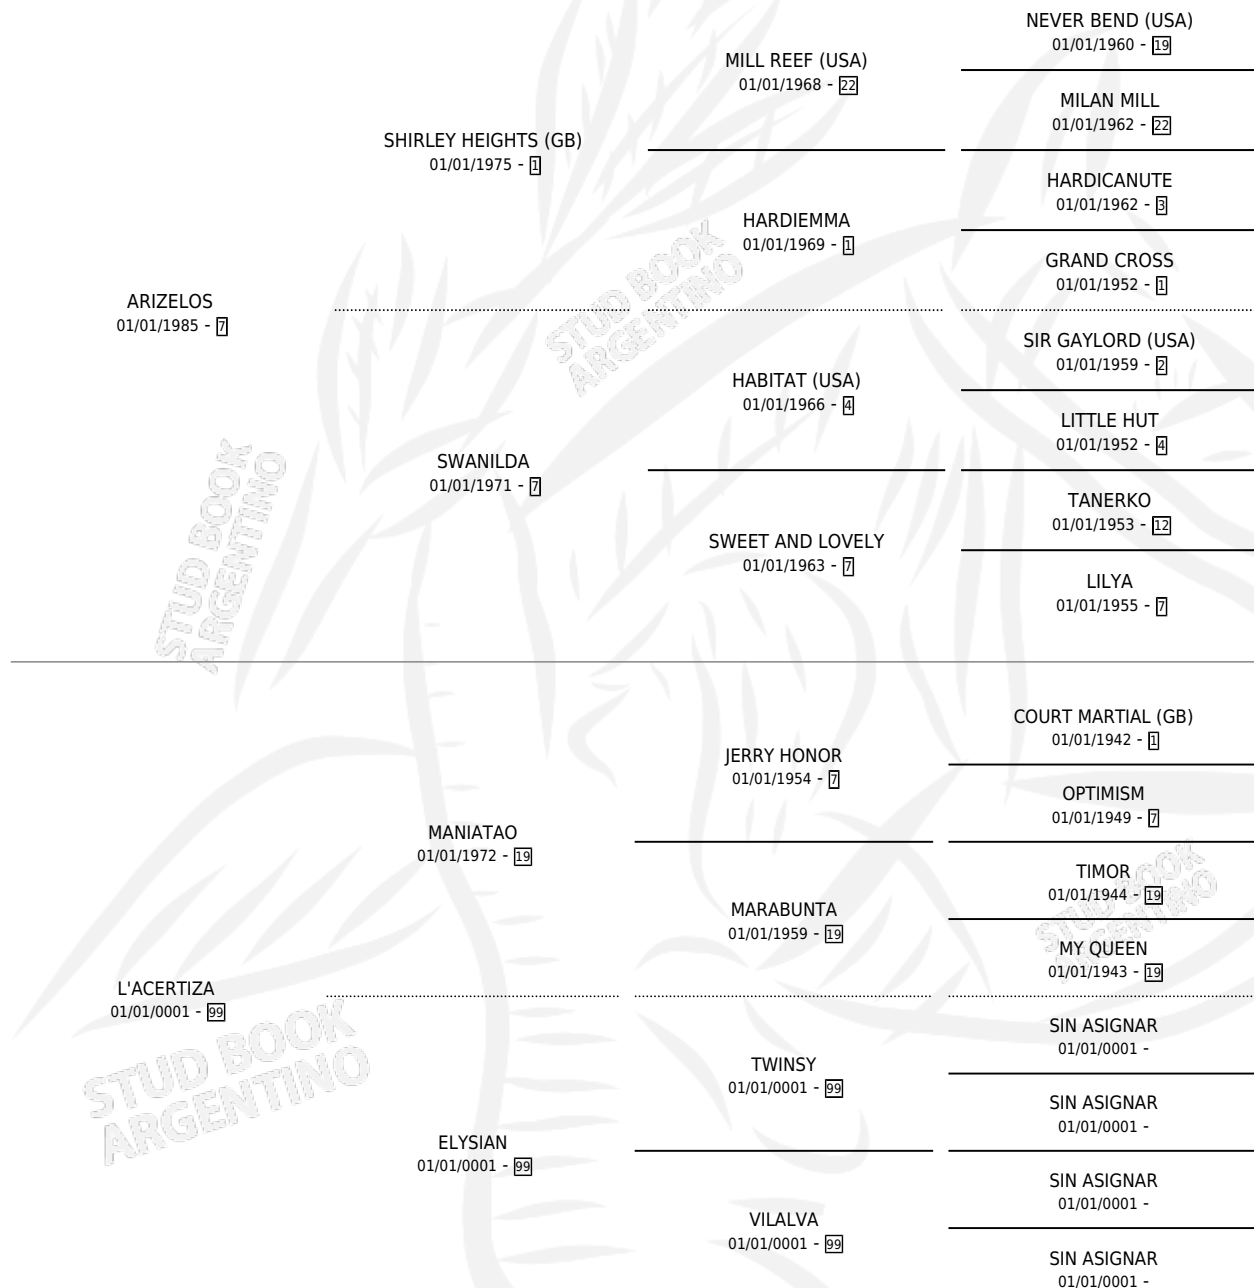 NEVER BEND (USA)
01/01/1960 - 19
MILL REEF (USA)
01/01/1968 - 22
MILAN MILL
01/01/1962 - 22
SHIRLEY HEIGHTS (GB)
01/01/1975 - 1
HARDICANUTE
01/01/1962 - 3
HARDIEMMA
01/01/1969 - 1
GRAND CROSS
01/01/1952 - 1
ARIZELOS
01/01/1985 - 7
STUD BOOK
ARGENTINO
SIR GAYLORD (USA)
01/01/1959 - 2
HABITAT (USA)
01/01/1966 - 4
LITTLE HUT
01/01/1952 - 4
SWANILDA
01/01/1971 - 7
TANERKO
01/01/1953 - 12
SWEET AND LOVELY
01/01/1963 - 7
LILYA
01/01/1955 - 7
STUD BOOK
ARGENTINO
COURT MARTIAL (GB)
01/01/1942 - 1
JERRY HONOR
01/01/1954 - 7
OPTIMISM
01/01/1949 - 7
MANIATAO
01/01/1972 - 19
TIMOR
01/01/1944 - 19
MARABUNTA
01/01/1959 - 19
STUD BOOK
ARGENTINO
MY QUEEN
01/01/1943 - 19
L'ACERTIZA
01/01/0001 - 99
STUD BOOK
ARGENTINO
SIN ASIGNAR
01/01/0001 -
TWINSY
01/01/0001 - 99
SIN ASIGNAR
01/01/0001 -
ELYSIAN
01/01/0001 - 99
SIN ASIGNAR
01/01/0001 -
VILALVA
01/01/0001 - 99
SIN ASIGNAR
01/01/0001 -